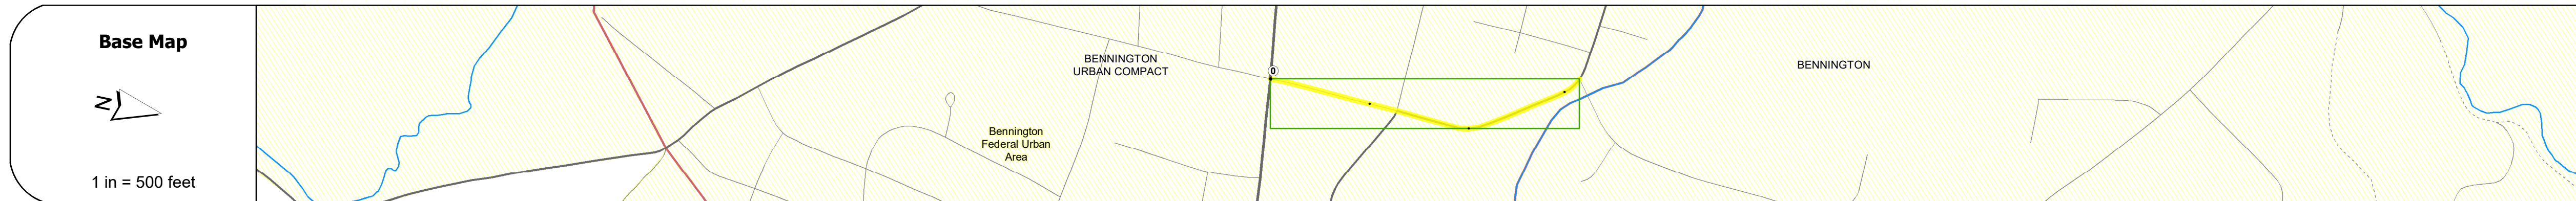 Base Map
N
1 in = 500 feet
BENNINGTON
URBAN COMPACT
Bennington
Federal Urban
Area
0
BENNINGTON